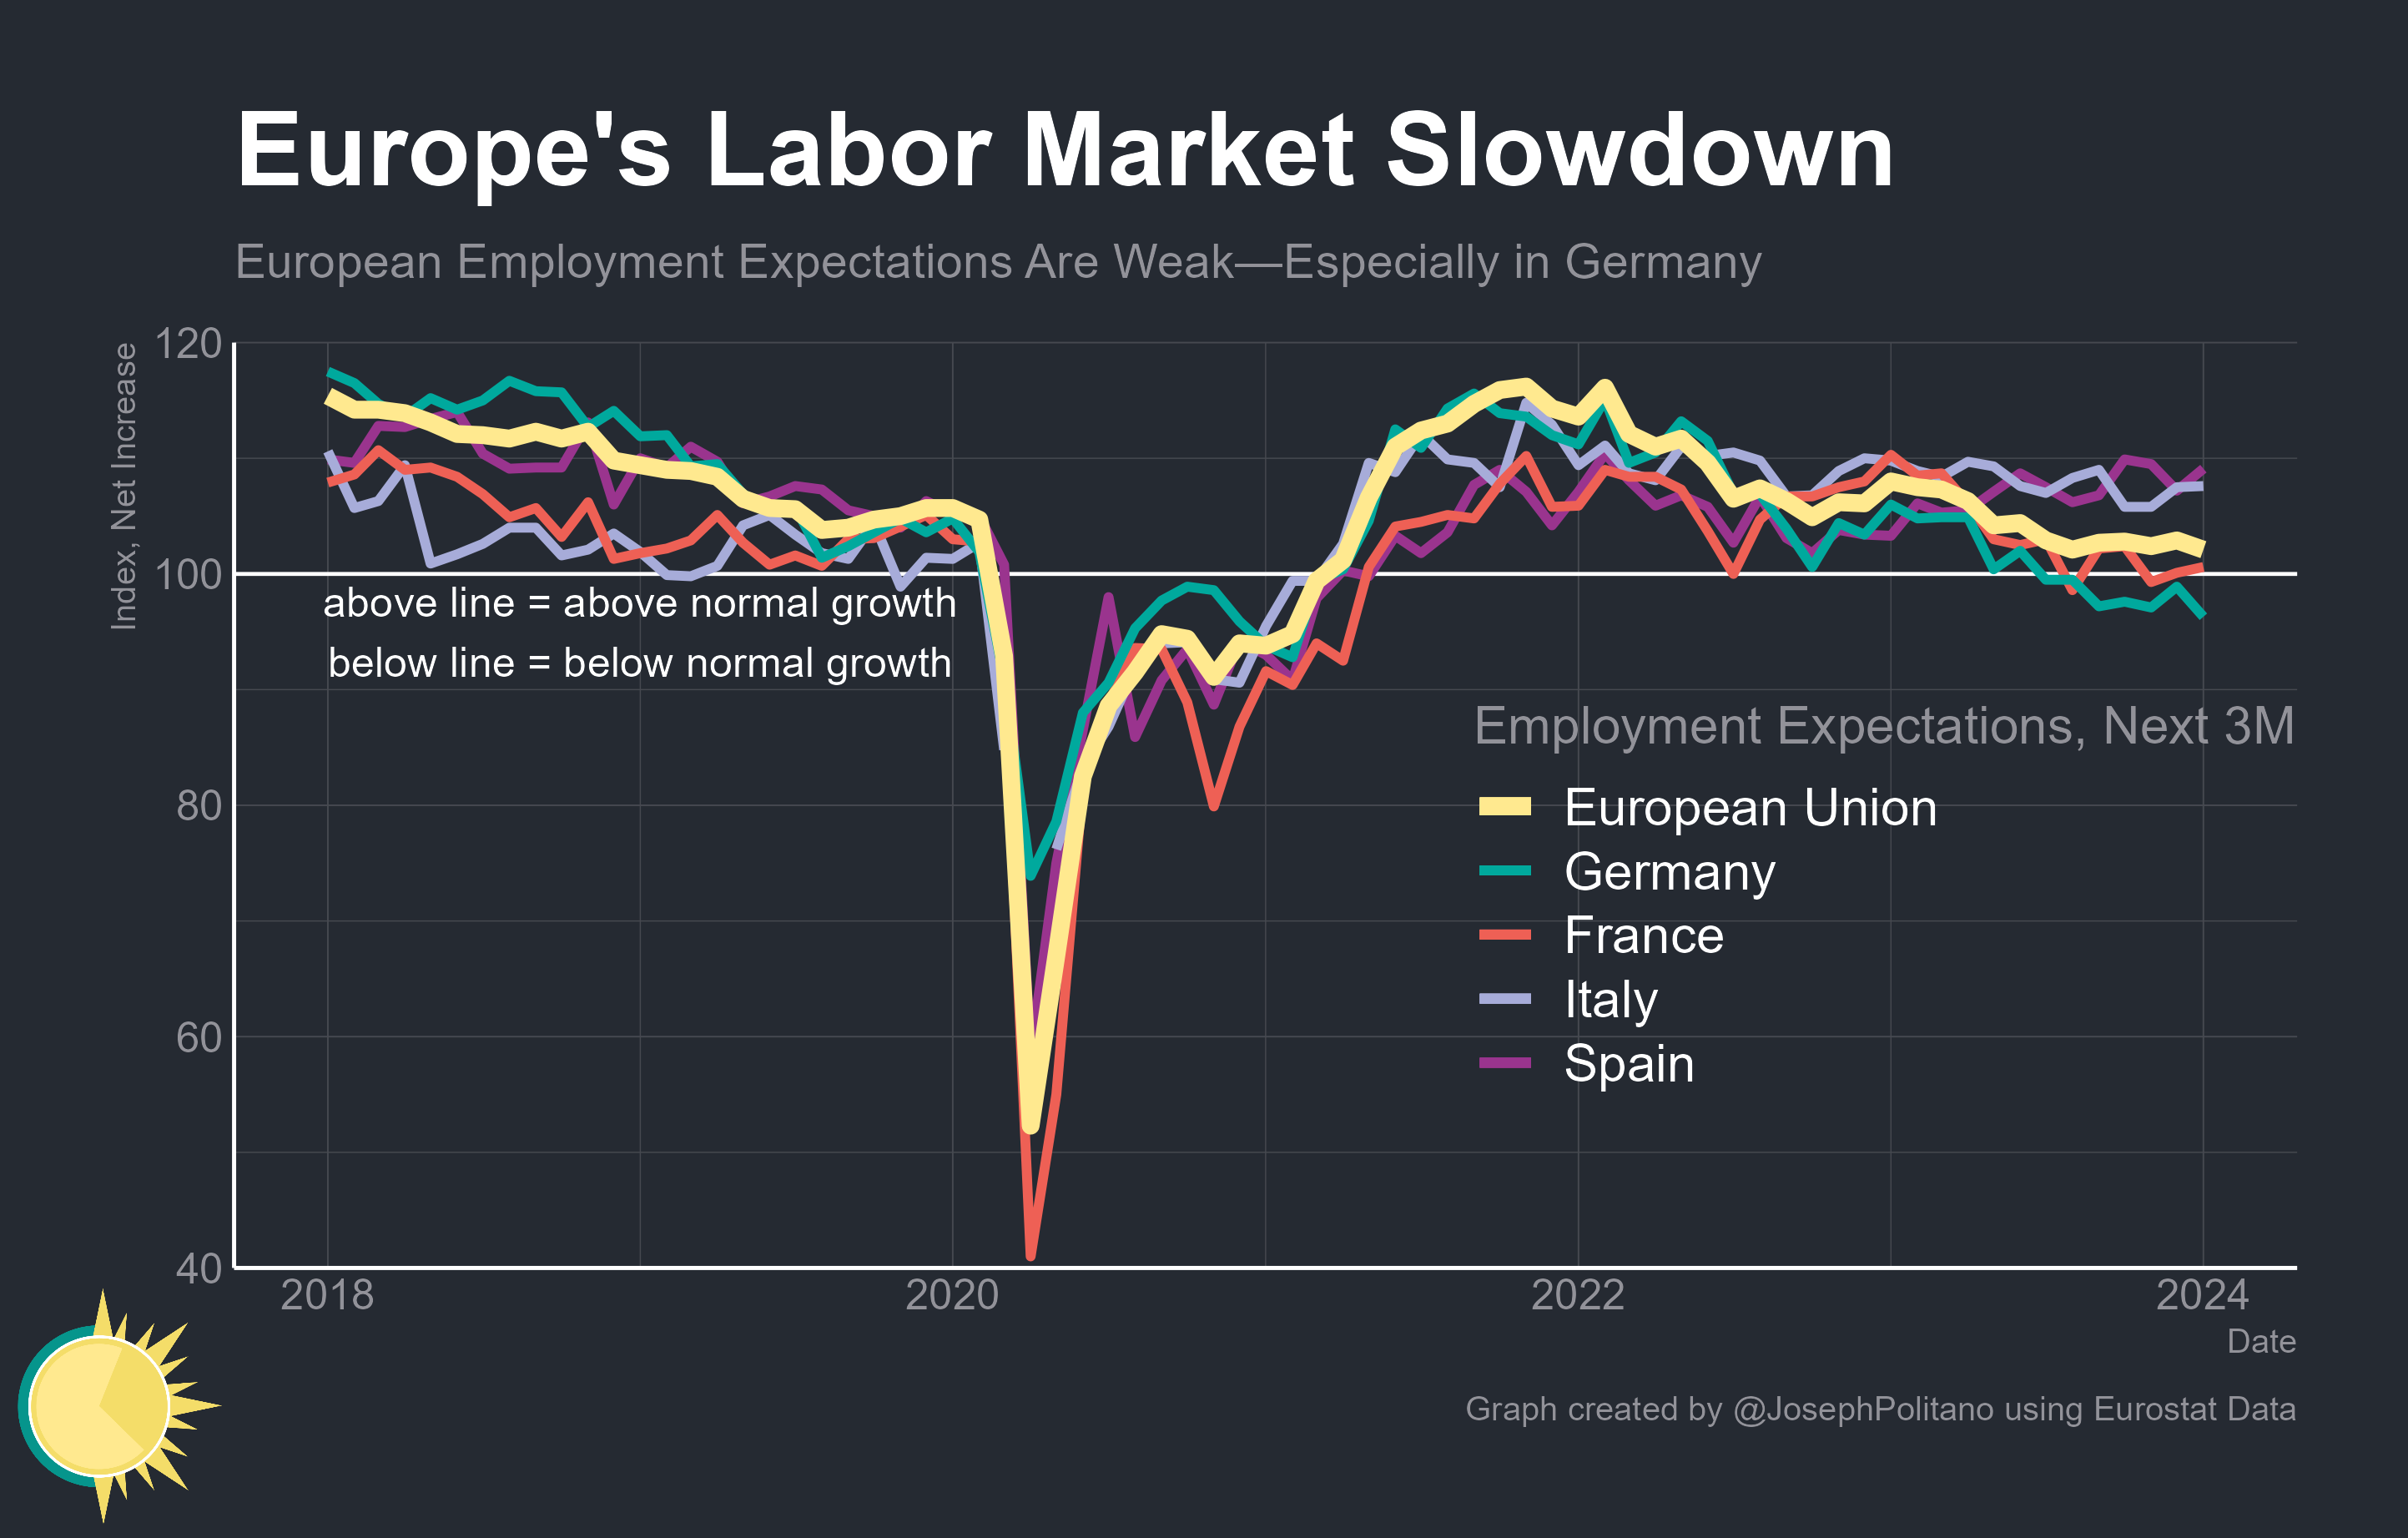 Europe's Labor Market Slowdown
European Employment Expectations Are Weak—Especially in Germany
Index, Net Increase
120
100
80
60
40
above line = above normal growth
below line = below normal growth
Employment Expectations, Next 3M
European Union
Germany
France
Italy
Spain
2018
2020
2022
2024
Date
Graph created by @JosephPolitano using Eurostat Data